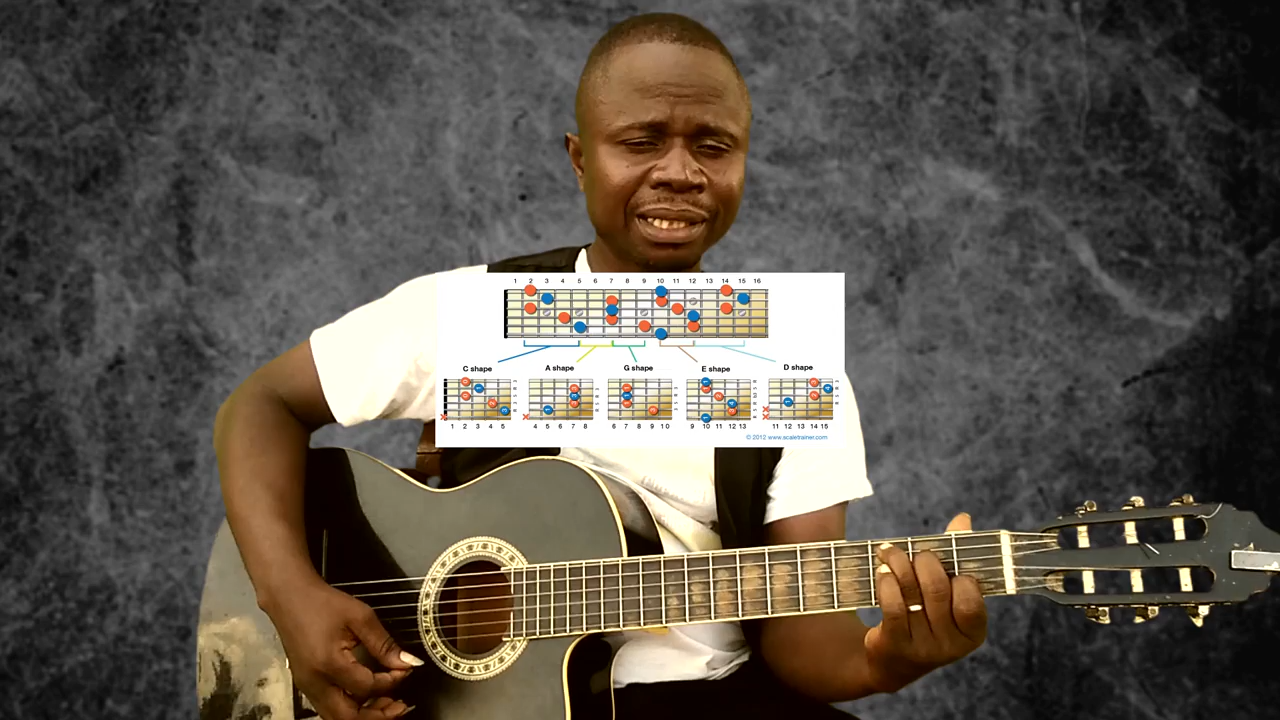 1 2 3 4 5 6 7 8 9 10 11 12 13 14 15 16
C shape A shape G shape E shape D shape
1 2 3 4 5 4 5 6 7 8 6 7 8 9 10 9 10 11 12 13 11 12 13 14 15
© 2012 www.scaletrainer.com